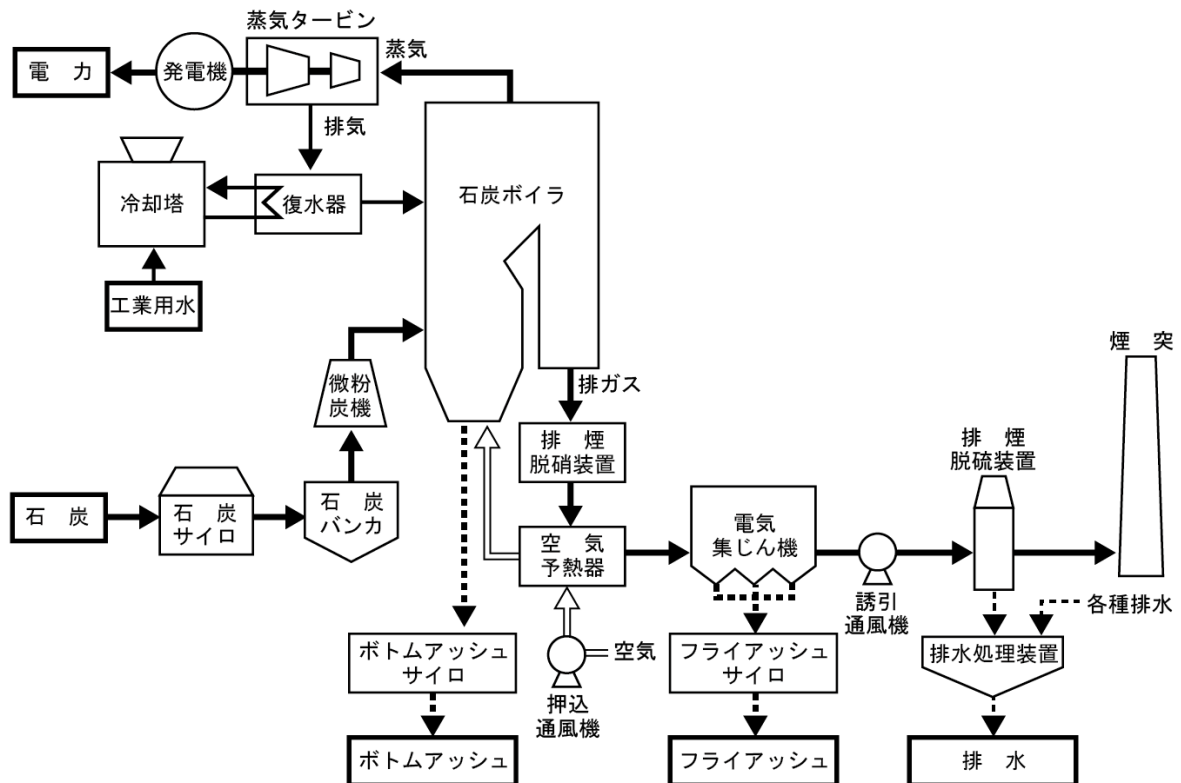 蒸気タービン
電 力
発電機
蒸気
排気
冷却塔
復水器
石炭ボイラ
工業用水
煙 突
微粉
炭機
排ガス
排 煙
脱硝装置
排 煙
脱硫装置
石 炭
石 炭
サイロ
石 炭
バンカ
空 気
予熱器
電気
集じん機
誘引
通風機
各種排水
ボトムアッシュ
サイロ
空気
押込
通風機
フライアッシュ
サイロ
排水処理装置
ボトムアッシュ
フライアッシュ
排 水